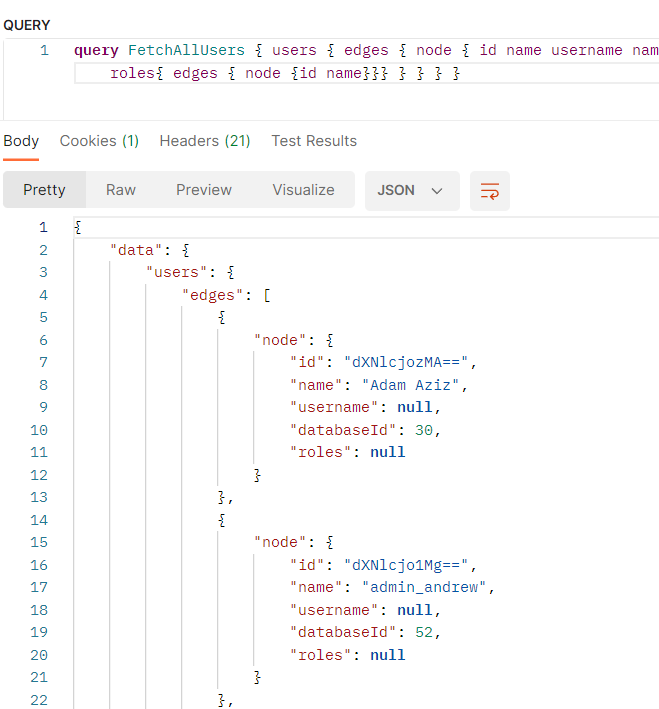 QUERY
1 query FetchAllUsers { users { edges { node { id name username nam
roles{ edges { node {id name}}} } } } }
Body Cookies (1) Headers (21) Test Results
Pretty Raw Preview Visualize JSON
1 {
2 "data": {
3 "users": {
4 "edges": [
5 {
6 "node": {
7 "id": "dXNlcjozMA==",
8 "name": "Adam Aziz",
9 "username": null,
10 "databaseId": 30,
11 "roles": null
12 }
13 },
14 {
15 "node": {
16 "id": "dXNlcjo1Mg==",
17 "name": "admin_andrew",
18 "username": null,
19 "databaseId": 52,
20 "roles": null
21 }
22 },